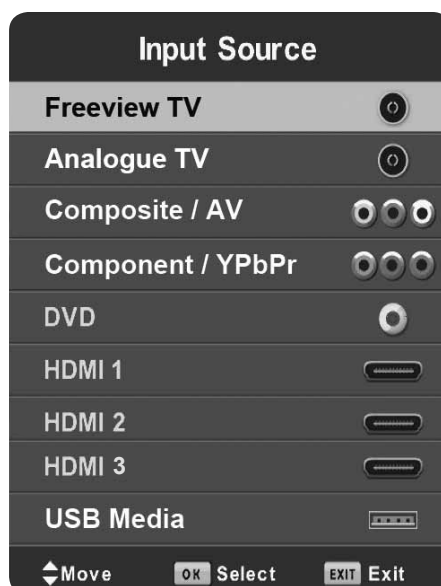 Input Source
Freeview TV
Analogue TV
Composite / AV
Component / YPbPr
DVD
HDMI 1
HDMI 2
HDMI 3
USB Media
Move OK Select EXIT Exit